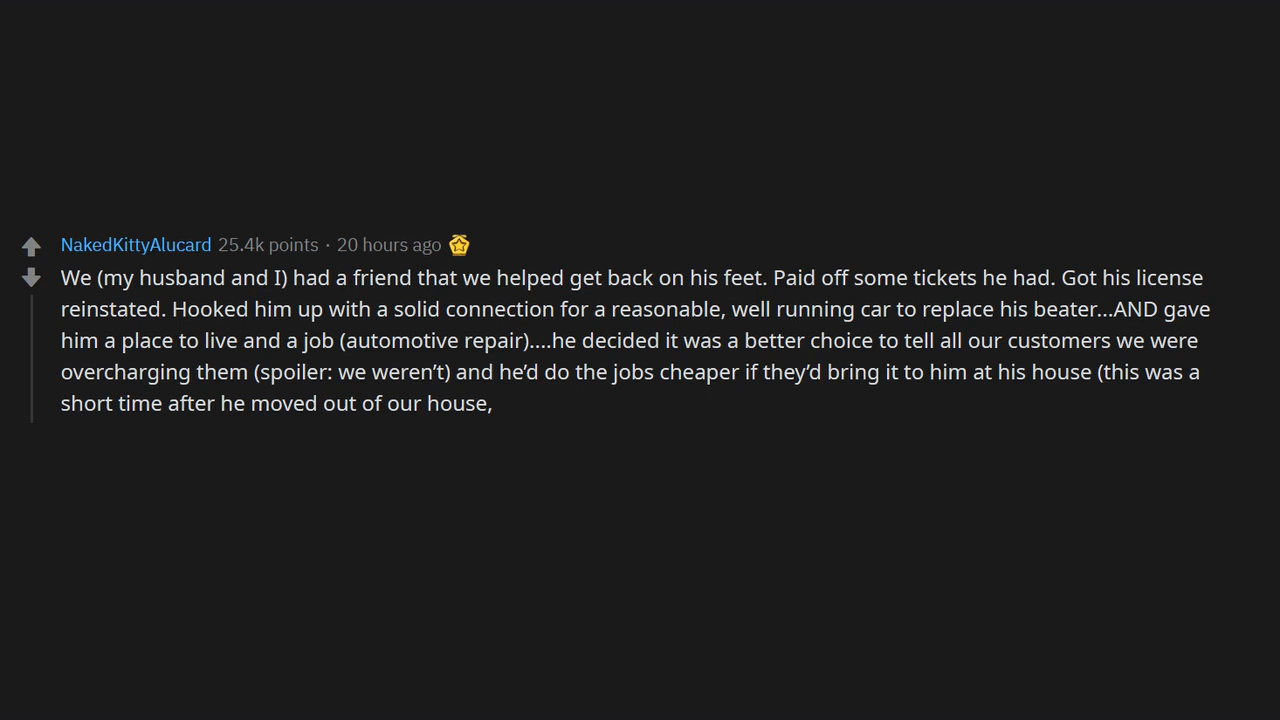 NakedKittyAlucard 25.4k points · 20 hours ago
We (my husband and I) had a friend that we helped get back on his feet. Paid off some tickets he had. Got his license
reinstated. Hooked him up with a solid connection for a reasonable, well running car to replace his beater...AND gave
him a place to live and a job (automotive repair)....he decided it was a better choice to tell all our customers we were
overcharging them (spoiler: we weren’t) and he’d do the jobs cheaper if they’d bring it to him at his house (this was a
short time after he moved out of our house,